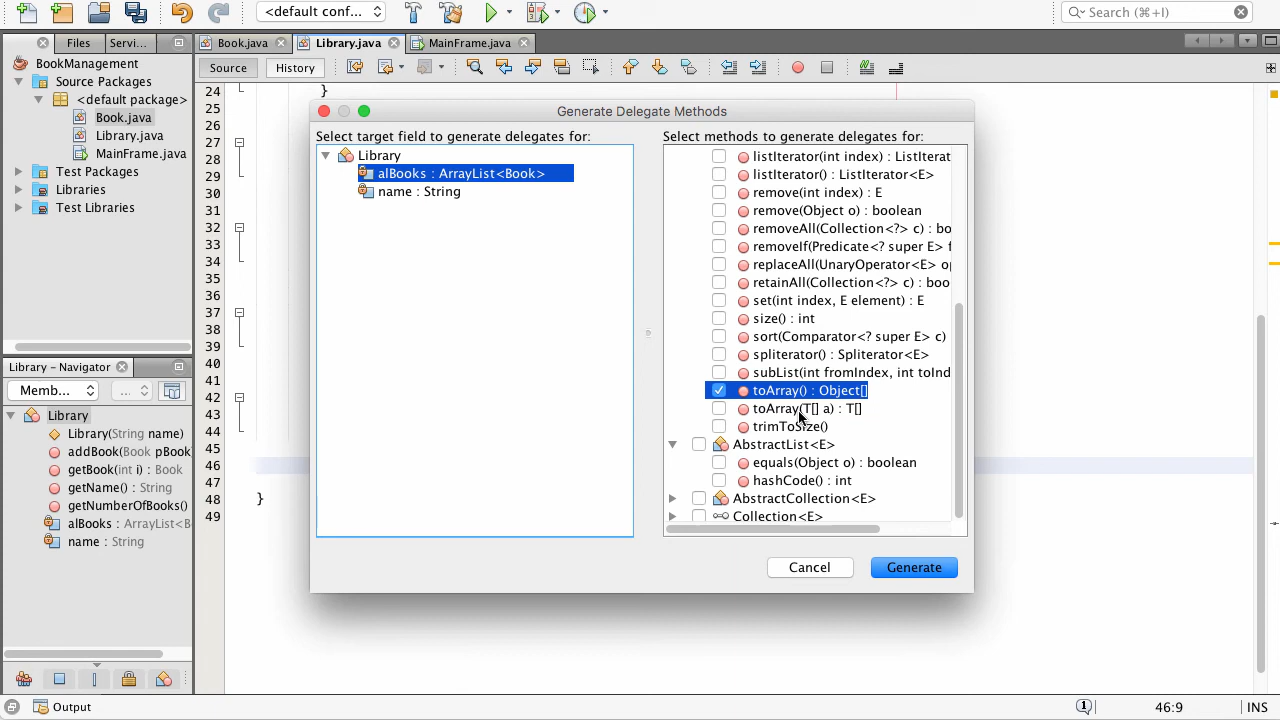 <default conf...
Search (⌘+I)
Files
Servi...
Book.java
Library.java
MainFrame.java
Source
History
BookManagement
Source Packages
<default package>
Book.java
Library.java
MainFrame.java
Test Packages
Libraries
Test Libraries
Library – Navigator
Memb...
...
Library
Library(String name)
addBook(Book pBook
getBook(int i) : Book
getName() : String
getNumberOfBooks()
alBooks : ArrayList<B
name : String
24 }
25
26
27
28
29
30
31
32
33
34
35
36
37
38
39
40
41
42
43
44
45
46
47
48 }
49
Generate Delegate Methods
Select target field to generate delegates for:
Library
alBooks : ArrayList<Book>
name : String
Select methods to generate delegates for:
listIterator(int index) : ListIterat
listIterator() : ListIterator<E>
remove(int index) : E
remove(Object o) : boolean
removeAll(Collection<?> c) : bo
removeIf(Predicate<? super E> f
replaceAll(UnaryOperator<E> op
retainAll(Collection<?> c) : boo
set(int index, E element) : E
size() : int
sort(Comparator<? super E> c)
spliterator() : Spliterator<E>
subList(int fromIndex, int toInd
toArray() : Object[]
toArray(T[] a) : T[]
trimToSize()
AbstractList<E>
equals(Object o) : boolean
hashCode() : int
AbstractCollection<E>
Collection<E>
Cancel
Generate
Output
1
46:9
INS